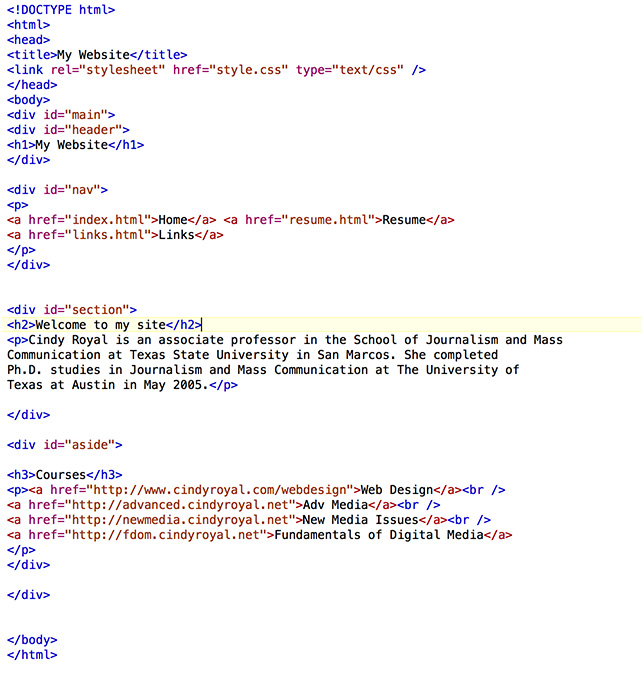 <!DOCTYPE html>
<html>
<head>
<title>My Website</title>
<link rel="stylesheet" href="style.css" type="text/css" />
</head>
<body>
<div id="main">
<div id="header">
<h1>My Website</h1>
</div>
<div id="nav">
<p>
<a href="index.html">Home</a> <a href="resume.html">Resume</a>
<a href="links.html">Links</a>
</p>
</div>
<div id="section">
<h2>Welcome to my site</h2>
<p>Cindy Royal is an associate professor in the School of Journalism and Mass
Communication at Texas State University in San Marcos. She completed
Ph.D. studies in Journalism and Mass Communication at The University of
Texas at Austin in May 2005.</p>
</div>
<div id="aside">
<h3>Courses</h3>
<p><a href="http://www.cindyroyal.com/webdesign">Web Design</a><br />
<a href="http://advanced.cindyroyal.net">Adv Media</a><br />
<a href="http://newmedia.cindyroyal.net">New Media Issues</a><br />
<a href="http://fdom.cindyroyal.net">Fundamentals of Digital Media</a>
</p>
</div>
</div>
</body>
</html>